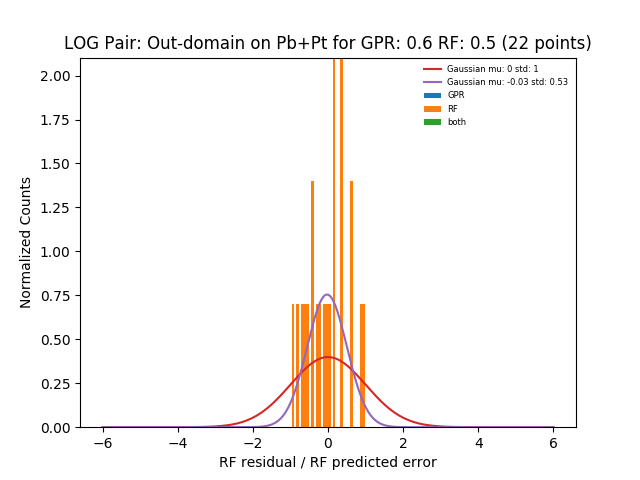 LOG Pair: Out-domain on Pb+Pt for GPR: 0.6 RF: 0.5 (22 points)
Gaussian mu: 0 std: 1
Gaussian mu: -0.03 std: 0.53
GPR
RF
both
Normalized Counts
2.00
1.75
1.50
1.25
1.00
0.75
0.50
0.25
0.00
−6
−4
−2
0
2
4
6
RF residual / RF predicted error